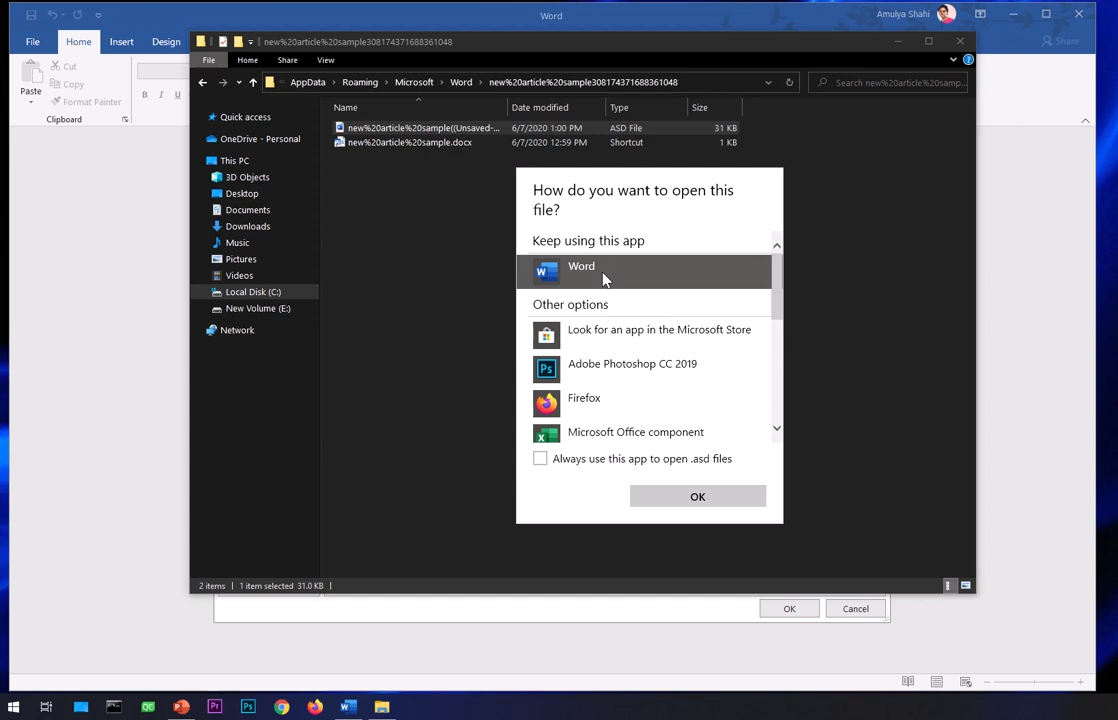 Word
Amulya Shahi
File
Home
Insert
Design
Share
Paste
Cut
Copy
Format Painter
B I U
Clipboard
new%20article%20sample308174371688361048
File
Home
Share
View
AppData
Roaming
Microsoft
Word
new%20article%20sample308174371688361048
Search new%20article%20samp...
Name
Date modified
Type
Size
new%20article%20sample((Unsaved-...
6/7/2020 1:00 PM
ASD File
31 KB
new%20article%20sample.docx
6/7/2020 12:59 PM
Shortcut
1 KB
Quick access
OneDrive - Personal
This PC
3D Objects
Desktop
Documents
Downloads
Music
Pictures
Videos
Local Disk (C:)
New Volume (E:)
Network
How do you want to open this
file?
Keep using this app
Word
Other options
Look for an app in the Microsoft Store
Adobe Photoshop CC 2019
Firefox
Microsoft Office component
Always use this app to open .asd files
OK
2 items
1 item selected 31.0 KB
OK
Cancel